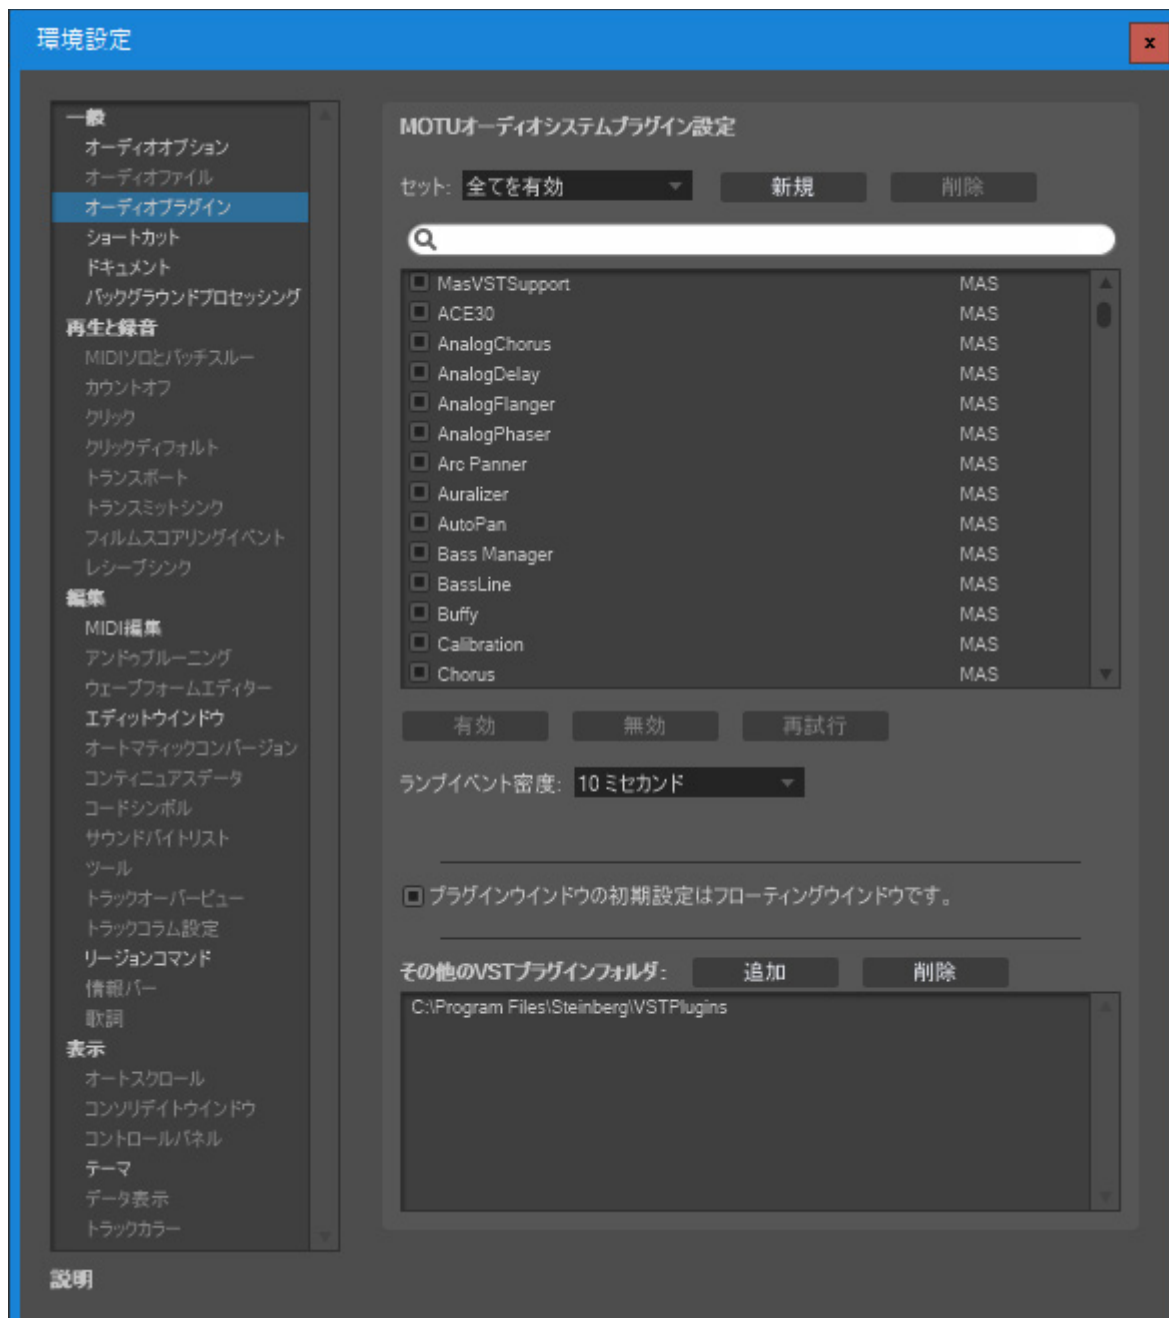 環境設定
x
一般
オーディオオプション
オーディオファイル
オーディオプラグイン
ショートカット
ドキュメント
バックグラウンドプロセッシング
再生と録音
MIDIソロとパッチスルー
カウントオフ
クリック
クリックディフォルト
トランスポート
トランスミットシンク
フィルムスコアリングイベント
レシーブシンク
編集
MIDI編集
アンドゥプルーニング
ウェーブフォームエディター
エディットウインドウ
オートマティックコンバージョン
コンティニュアスデータ
コードシンボル
サウンドバイトリスト
ツール
トラックオーバービュー
トラックコラム設定
リージョンコマンド
情報バー
歌詞
表示
オートスクロール
コンソリデイトウインドウ
コントロールパネル
テーマ
データ表示
トラックカラー
説明
MOTUオーディオシステムプラグイン設定
セット: 全てを有効 新規 削除
MasVSTSupport MAS
ACE30 MAS
AnalogChorus MAS
AnalogDelay MAS
AnalogFlanger MAS
AnalogPhaser MAS
Arc Panner MAS
Auralizer MAS
AutoPan MAS
Bass Manager MAS
BassLine MAS
Buffy MAS
Calibration MAS
Chorus MAS
有効 無効 再試行
ランプイベント密度: 10 ミセカンド
プラグインウインドウの初期設定はフローティングウインドウです。
その他のVSTプラグインフォルダ: 追加 削除
C:\Program Files\Steinberg\VSTPlugins